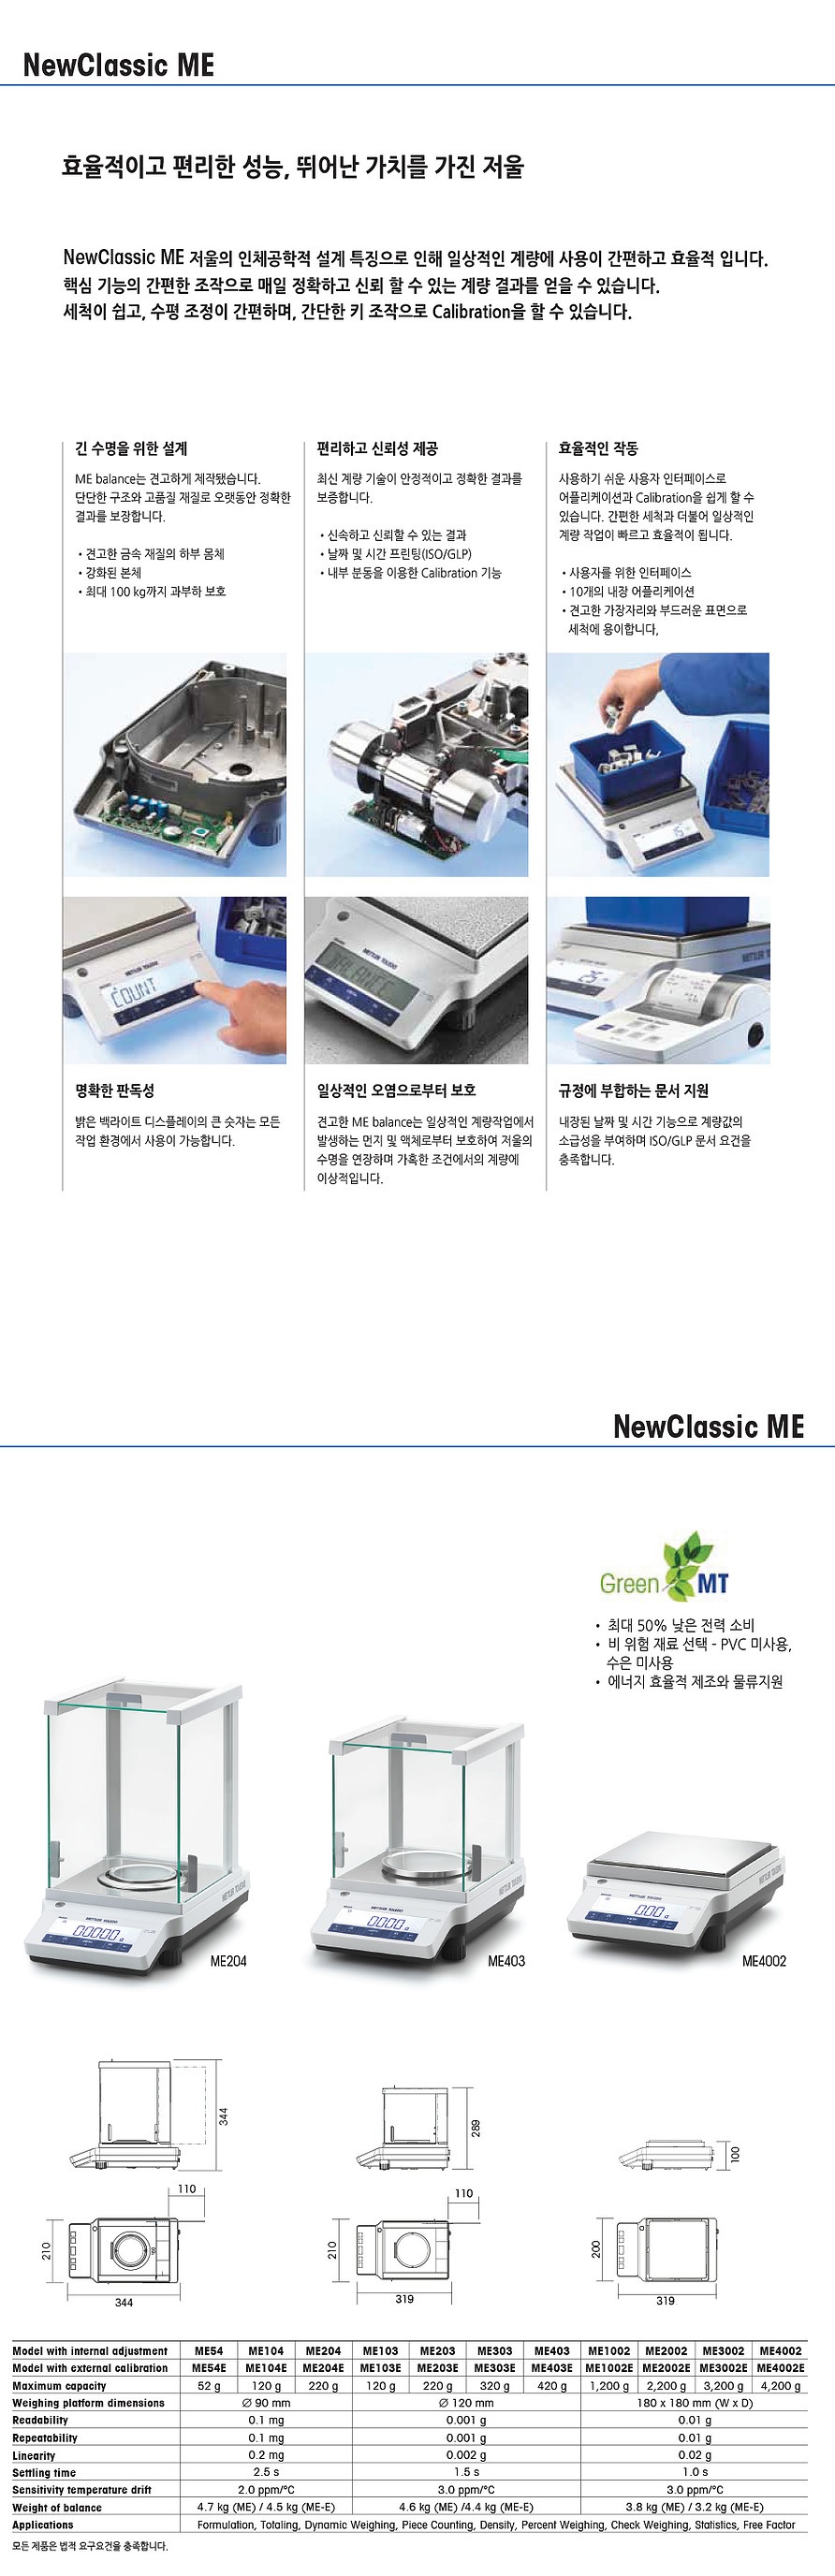 NewClassic ME
효율적이고 편리한 성능, 뛰어난 가치를 가진 저울
NewClassic ME 저울의 인체공학적 설계 특징으로 인해 일상적인 계량에 사용이 간편하고 효율적 입니다.
핵심 기능의 간편한 조작으로 매일 정확하고 신뢰 할 수 있는 계량 결과를 얻을 수 있습니다.
세척이 쉽고, 수평 조정이 간편하며, 간단한 키 조작으로 Calibration을 할 수 있습니다.
긴 수명을 위한 설계
ME balance는 견고하게 제작됐습니다.
단단한 구조와 고품질 재질로 오랫동안 정확한
결과를 보장합니다.
• 견고한 금속 재질의 하부 몸체
• 강화된 본체
• 최대 100 kg까지 과부하 보호
편리하고 신뢰성 제공
최신 계량 기술이 안정적이고 정확한 결과를
보증합니다.
• 신속하고 신뢰할 수 있는 결과
• 날짜 및 시간 프린팅(ISO/GLP)
• 내부 분동을 이용한 Calibration 기능
효율적인 작동
사용하기 쉬운 사용자 인터페이스로
어플리케이션과 Calibration을 쉽게 할 수
있습니다. 간편한 세척과 더불어 일상적인
계량 작업이 빠르고 효율적이 됩니다.
• 사용자를 위한 인터페이스
• 10개의 내장 어플리케이션
• 견고한 가장자리와 부드러운 표면으로
세척에 용이합니다,
METTLER TOLEDO
COUNT
METTLER TOLEDO
BALANCE
METTLER TOLEDO
명확한 판독성
밝은 백라이트 디스플레이의 큰 숫자는 모든
작업 환경에서 사용이 가능합니다.
일상적인 오염으로부터 보호
견고한 ME balance는 일상적인 계량작업에서
발생하는 먼지 및 액체로부터 보호하여 저울의
수명을 연장하며 가혹한 조건에서의 계량에
이상적입니다.
규정에 부합하는 문서 지원
내장된 날짜 및 시간 기능으로 계량값의
소급성을 부여하며 ISO/GLP 문서 요건을
충족합니다.
NewClassic ME
Green MT
• 최대 50% 낮은 전력 소비
• 비 위험 재료 선택 - PVC 미사용,
수은 미사용
• 에너지 효율적 제조와 물류지원
METTLER TOLEDO
ME204
METTLER TOLEDO
ME403
METTLER TOLEDO
ME4002
344
110
210
344
289
110
210
319
100
200
319
Model with internal adjustment ME54 ME104 ME204 ME103 ME203 ME303 ME403 ME1002 ME2002 ME3002 ME4002
Model with external calibration ME54E ME104E ME204E ME103E ME203E ME303E ME403E ME1002E ME2002E ME3002E ME4002E
Maximum capacity 52 g 120 g 220 g 120 g 220 g 320 g 420 g 1,200 g 2,200 g 3,200 g 4,200 g
Weighing platform dimensions Ø 90 mm Ø 120 mm 180 x 180 mm (W x D)
Readability 0.1 mg 0.001 g 0.01 g
Repeatability 0.1 mg 0.001 g 0.01 g
Linearity 0.2 mg 0.002 g 0.02 g
Settling time 2.5 s 1.5 s 1.0 s
Sensitivity temperature drift 2.0 ppm/°C 3.0 ppm/°C 3.0 ppm/°C
Weight of balance 4.7 kg (ME) / 4.5 kg (ME-E) 4.6 kg (ME) /4.4 kg (ME-E) 3.8 kg (ME) / 3.2 kg (ME-E)
Applications Formulation, Totaling, Dynamic Weighing, Piece Counting, Density, Percent Weighing, Check Weighing, Statistics, Free Factor
모든 제품은 법적 요구요건을 충족합니다.